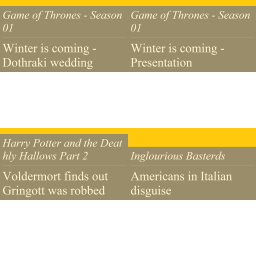 Game of Thrones - Season
01
Winter is coming -
Dothraki wedding
Game of Thrones - Season
01
Winter is coming -
Presentation
Harry Potter and the Deat
hly Hallows Part 2
Voldermort finds out
Gringott was robbed
Inglourious Basterds
Americans in Italian
disguise